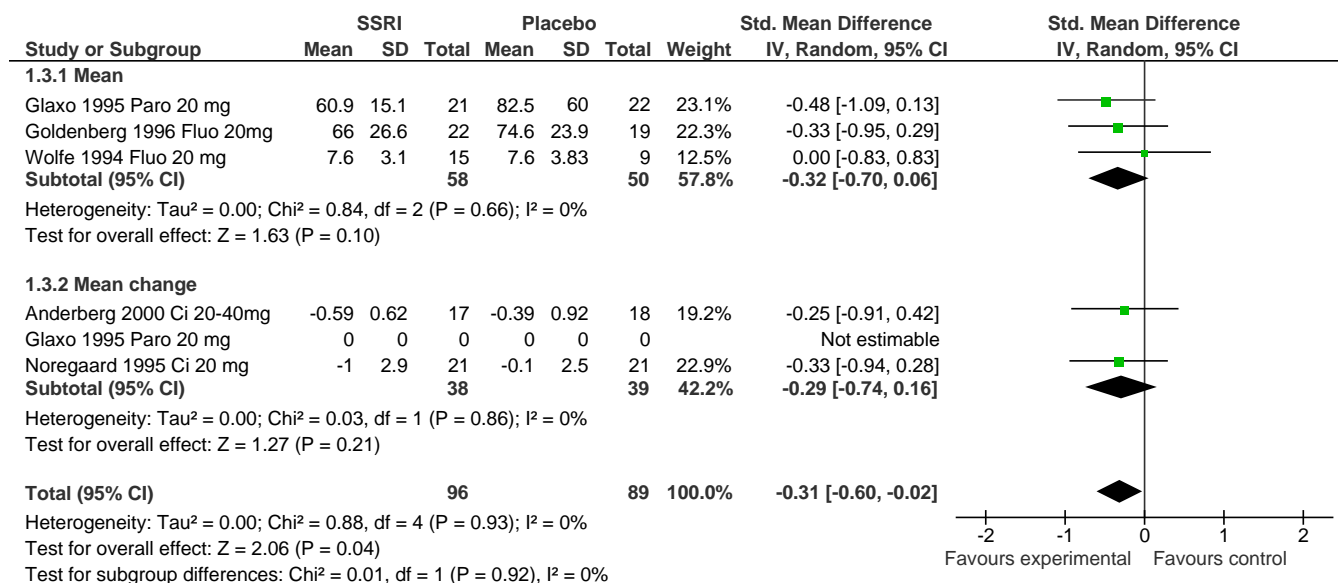 SSRI Placebo Std. Mean Difference Std. Mean Difference
Study or Subgroup Mean SD Total Mean SD Total Weight IV, Random, 95% CI IV, Random, 95% CI
1.3.1 Mean
Glaxo 1995 Paro 20 mg 60.9 15.1 21 82.5 60 22 23.1% -0.48 [-1.09, 0.13]
Goldenberg 1996 Fluo 20mg 66 26.6 22 74.6 23.9 19 22.3% -0.33 [-0.95, 0.29]
Wolfe 1994 Fluo 20 mg 7.6 3.1 15 7.6 3.83 9 12.5% 0.00 [-0.83, 0.83]
Subtotal (95% CI) 58 50 57.8% -0.32 [-0.70, 0.06]
Heterogeneity: Tau² = 0.00; Chi² = 0.84, df = 2 (P = 0.66); I² = 0%
Test for overall effect: Z = 1.63 (P = 0.10)
1.3.2 Mean change
Anderberg 2000 Ci 20-40mg -0.59 0.62 17 -0.39 0.92 18 19.2% -0.25 [-0.91, 0.42]
Glaxo 1995 Paro 20 mg 0 0 0 0 0 0 Not estimable
Noregaard 1995 Ci 20 mg -1 2.9 21 -0.1 2.5 21 22.9% -0.33 [-0.94, 0.28]
Subtotal (95% CI) 38 39 42.2% -0.29 [-0.74, 0.16]
Heterogeneity: Tau² = 0.00; Chi² = 0.03, df = 1 (P = 0.86); I² = 0%
Test for overall effect: Z = 1.27 (P = 0.21)
Total (95% CI) 96 89 100.0% -0.31 [-0.60, -0.02]
Heterogeneity: Tau² = 0.00; Chi² = 0.88, df = 4 (P = 0.93); I² = 0%
Test for overall effect: Z = 2.06 (P = 0.04)
Test for subgroup differences: Chi² = 0.01, df = 1 (P = 0.92), I² = 0%
-2 -1 0 1 2
Favours experimental Favours control